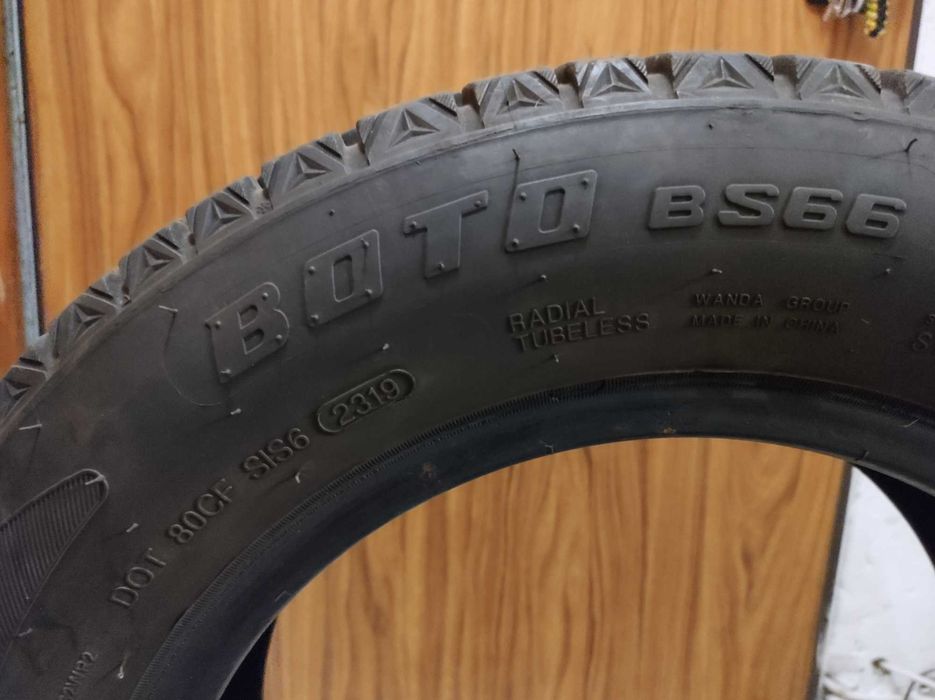 BOTO BS66
RADIAL
TUBELESS
WANDA GROUP
MADE IN CHINA
DOT 80CF SIS6 2319